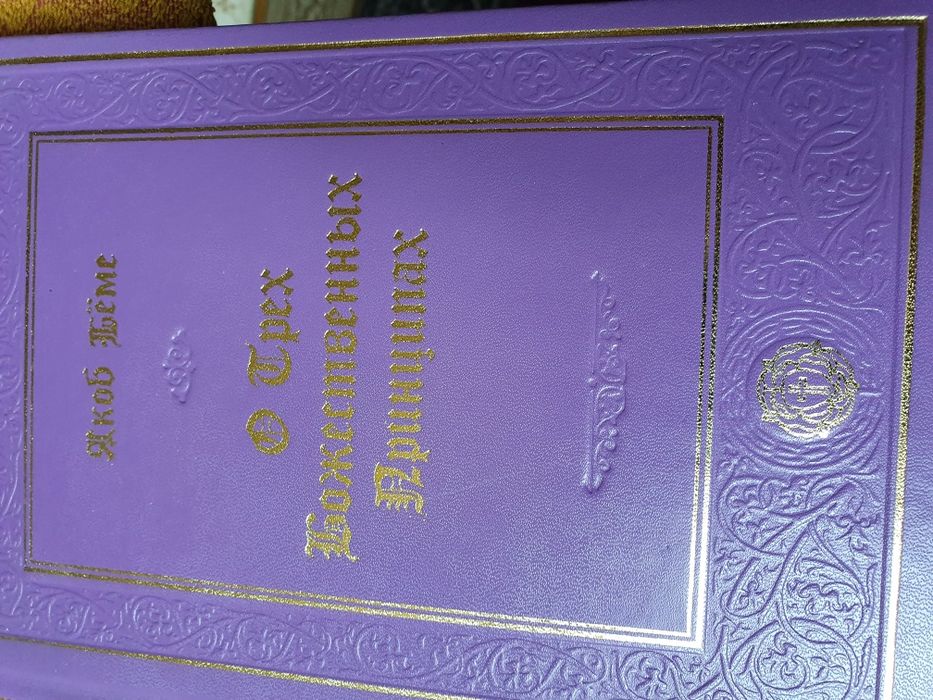 Якоб Бёме
О Трех
Божественных
Принципах